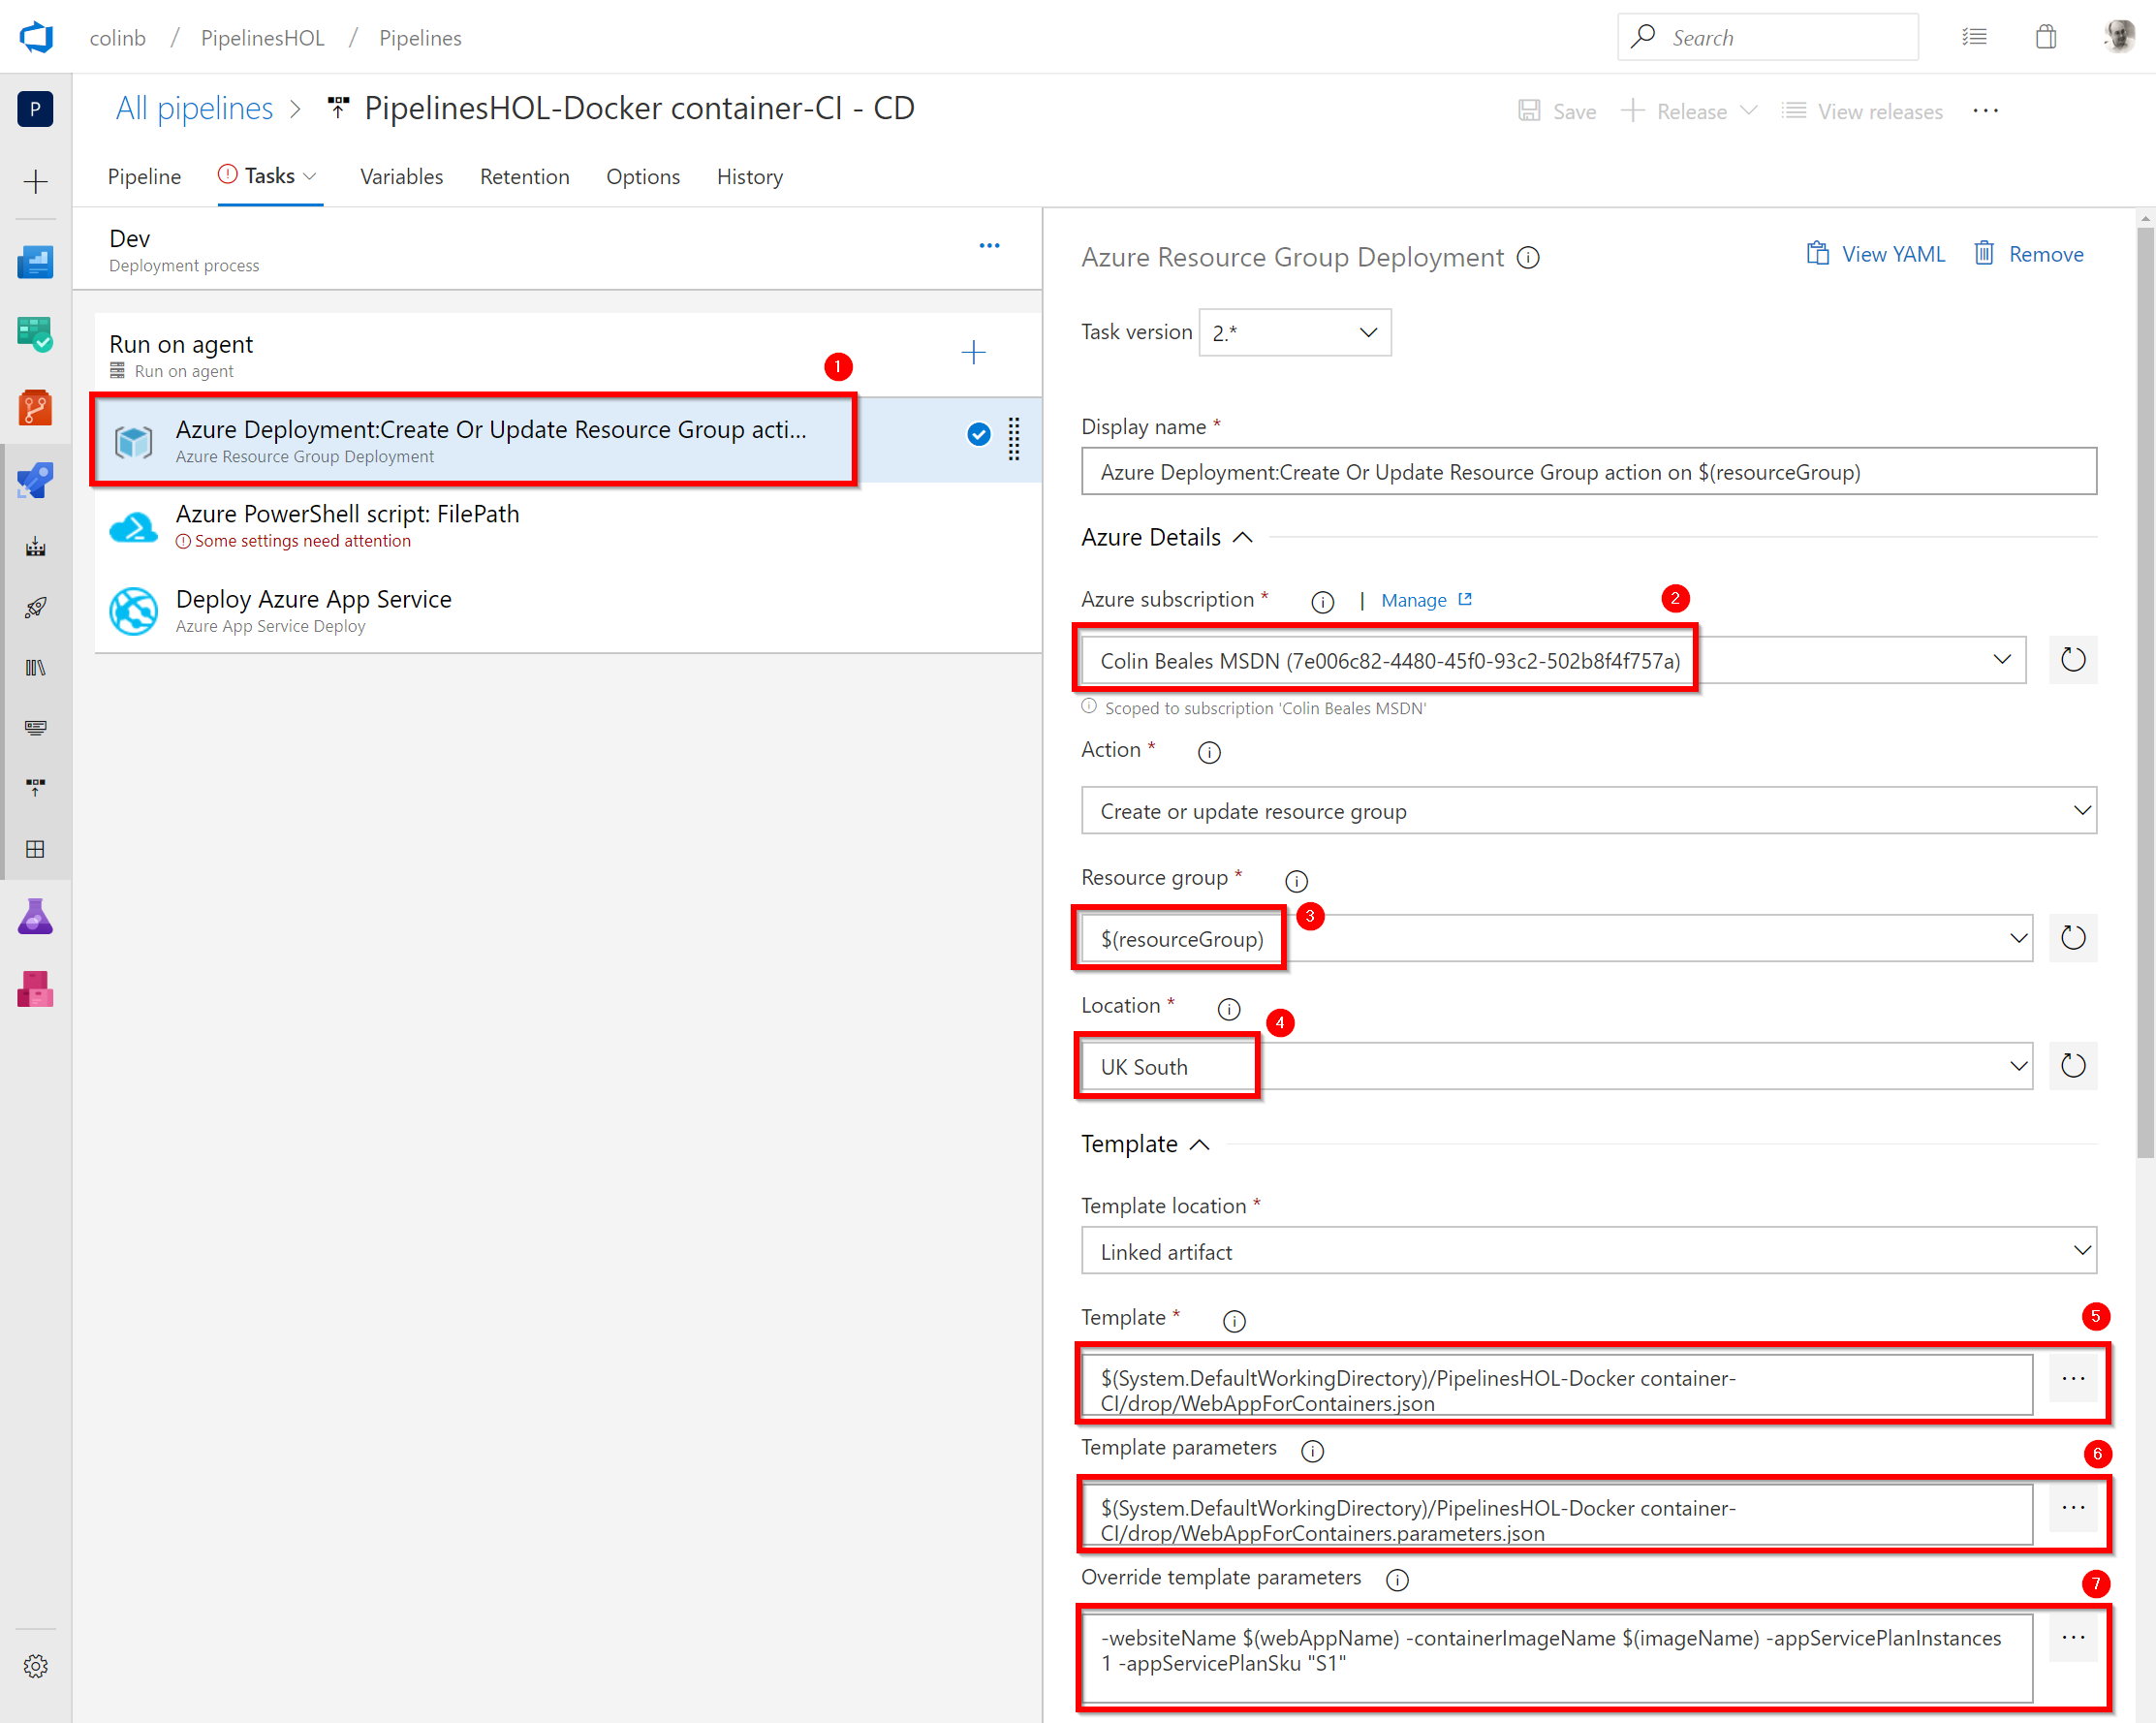 colinb / PipelinesHOL / Pipelines
Search
P
All pipelines > PipelinesHOL-Docker container-CI - CD
Save
Release
View releases
Pipeline
Tasks
Variables
Retention
Options
History
Dev
Deployment process
Run on agent
Run on agent
1
Azure Deployment:Create Or Update Resource Group acti...
Azure Resource Group Deployment
Azure PowerShell script: FilePath
Some settings need attention
Deploy Azure App Service
Azure App Service Deploy
Azure Resource Group Deployment
View YAML
Remove
Task version 2.*
Display name *
Azure Deployment:Create Or Update Resource Group action on $(resourceGroup)
Azure Details
Azure subscription * | Manage
2
Colin Beales MSDN (7e006c82-4480-45f0-93c2-502b8f4f757a)
Scoped to subscription 'Colin Beales MSDN'
Action *
Create or update resource group
Resource group *
3
$(resourceGroup)
Location *
4
UK South
Template
Template location *
Linked artifact
Template *
5
$(System.DefaultWorkingDirectory)/PipelinesHOL-Docker container-
CI/drop/WebAppForContainers.json
Template parameters
6
$(System.DefaultWorkingDirectory)/PipelinesHOL-Docker container-
CI/drop/WebAppForContainers.parameters.json
Override template parameters
7
-websiteName $(webAppName) -containerImageName $(imageName) -appServicePlanInstances
1 -appServicePlanSku "S1"